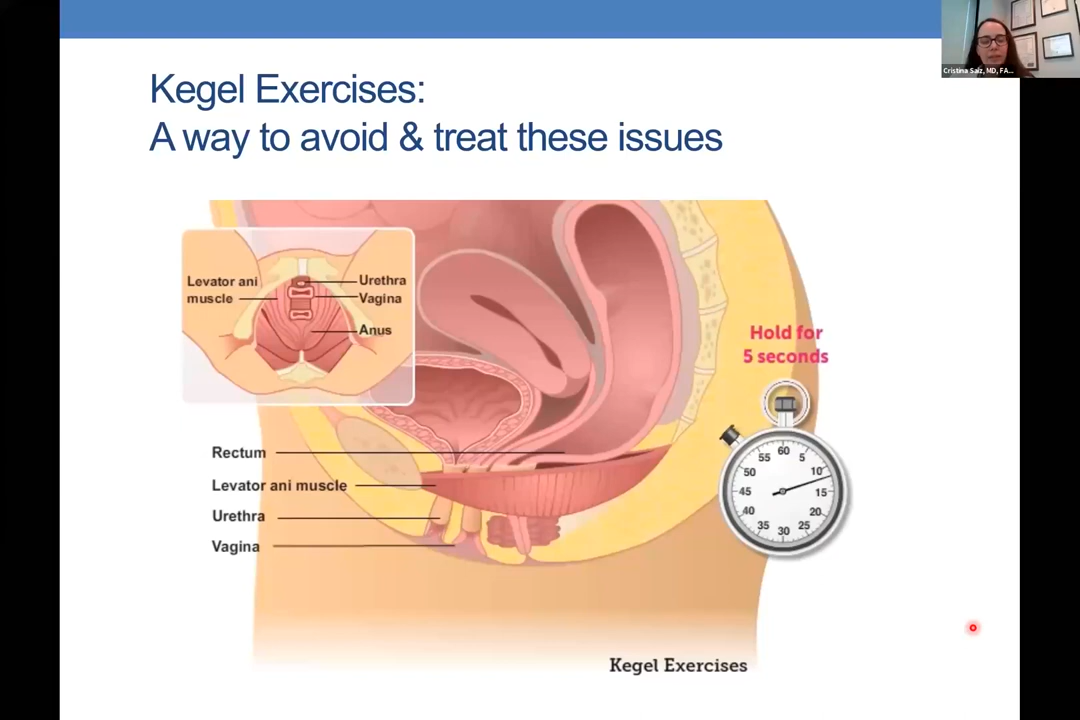 Cristina Saiz, MD, FA...
Kegel Exercises:
A way to avoid & treat these issues
Levator ani
muscle
Urethra
Vagina
Anus
Hold for
5 seconds
Rectum
Levator ani muscle
Urethra
Vagina
60
5
10
15
20
25
30
35
40
45
50
55
Kegel Exercises